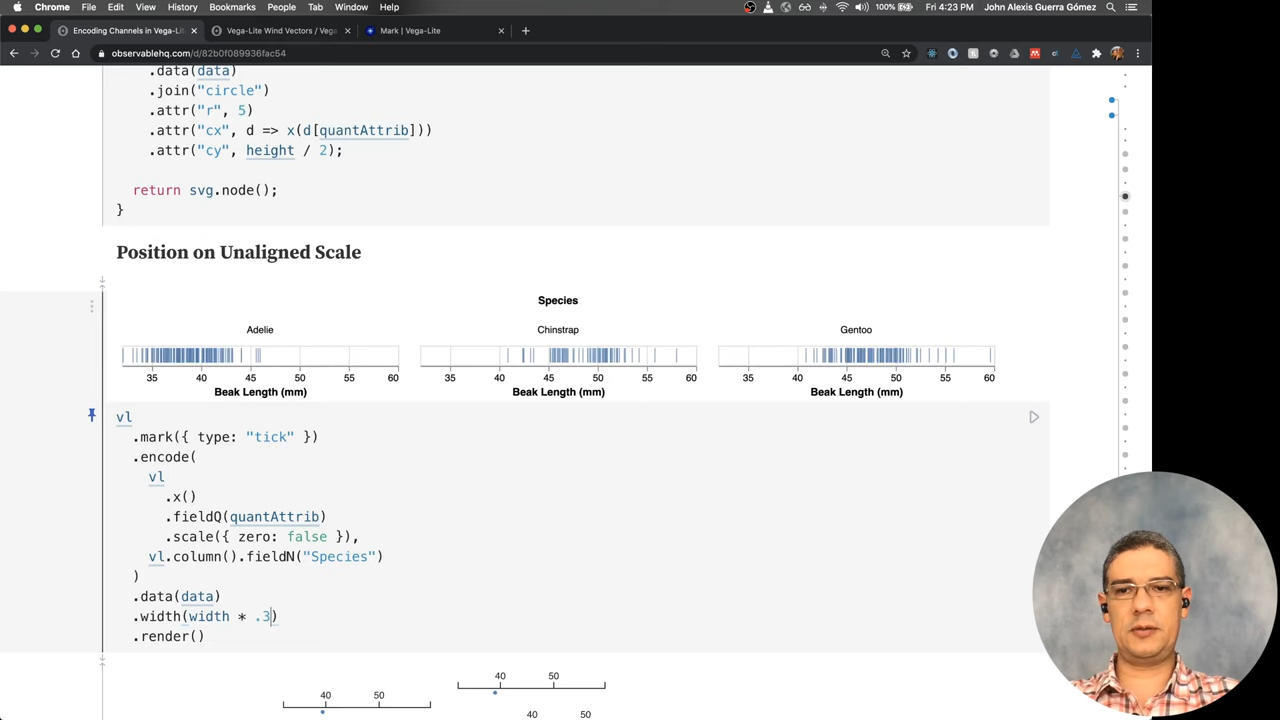 Chrome File Edit View History Bookmarks People Tab Window Help 100% Fri 4:23 PM John Alexis Guerra Gómez
Encoding Channels in Vega-Lit × Vega-Lite Wind Vectors / Vega × Mark | Vega-Lite × +
observablehq.com/d/82b0f089936fac54
.data(data)
.join("circle")
.attr("r", 5)
.attr("cx", d => x(d[quantAttrib]))
.attr("cy", height / 2);
return svg.node();
}
Position on Unaligned Scale
Species
Adelie Chinstrap Gentoo
35 40 45 50 55 60 35 40 45 50 55 60 35 40 45 50 55 60
Beak Length (mm) Beak Length (mm) Beak Length (mm)
vl
.mark({ type: "tick" })
.encode(
vl
.x()
.fieldQ(quantAttrib)
.scale({ zero: false }),
vl.column().fieldN("Species")
)
.data(data)
.width(width * .3)
.render()
40 50
40 50
40 50